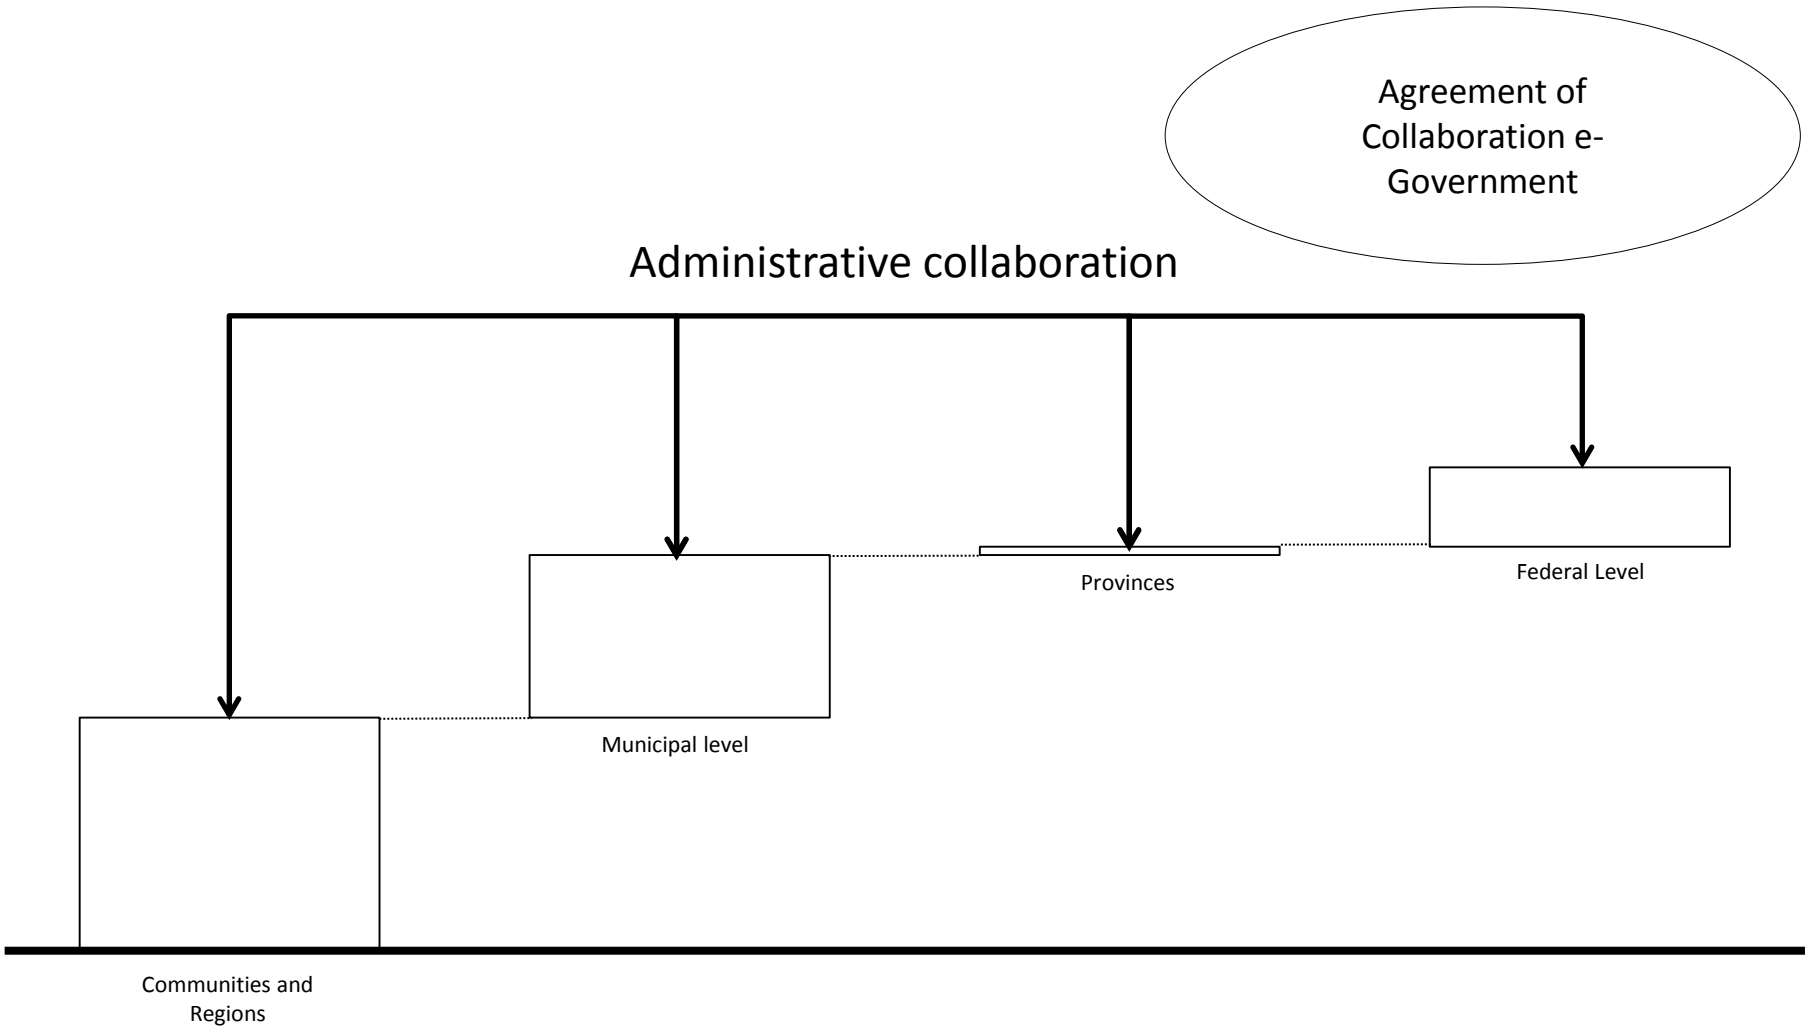 Agreement of
Collaboration e-
Government
Administrative collaboration
Federal Level
Provinces
Municipal level
Communities and
Regions